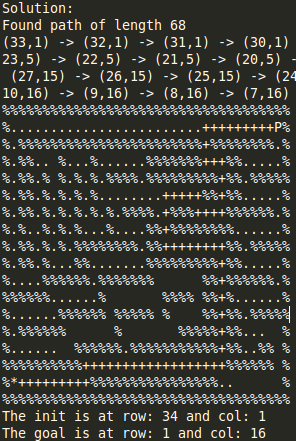 Solution:
Found path of length 68
(33,1) -> (32,1) -> (31,1) -> (30,1)
23,5) -> (22,5) -> (21,5) -> (20,5) -
(27,15) -> (26,15) -> (25,15) -> (24
10,16) -> (9,16) -> (8,16) -> (7,16)
%%%%%%%%%%%%%%%%%%%%%%%%%%%%%%%%%%%%
%........................+++++++++P%
%.%%%%%%%%%%%%%%%%%%%%%%%+%%%%%%%%.%
%.%%.. %...%......%%%%%%%+++%%.....%
%.%%.% %.%.%.%%%%.%%%%%%%%%+%%.%%%%%
%.%%.%.%.%.%........+++++%%+%%.....%
%.%%.%.%.%.%.%%%%.+%%%++++%%%%%%.%
%.%..%.%.%...%....%%+%%%%%%%%......%
%.%%.%.%%%%%%%%.%%++++++++%%.%%%%%
%.%%.%...%%.......%%%%%%%%%+%%.....%
%....%%%%%%.%%%%%%%      %%+%%%%%%.%
%%%%%%......%       %%%% %%+%......%
%......%%%%%% %%%%% %    %%+%%.%%%%%
%.%%%%%%      %       %%%%%+%%...  %
%......  %%%%%%.%%%%%%%%%%%+%%..%% %
%%%%%%%%%%++++++++++++++++++%%%%%% %
%*+++++++++%%%%%%%%%%%%%%%%..      %
%%%%%%%%%%%%%%%%%%%%%%%%%%%%%%%%%%%%
The init is at row: 34 and col: 1
The goal is at row: 1 and col: 16